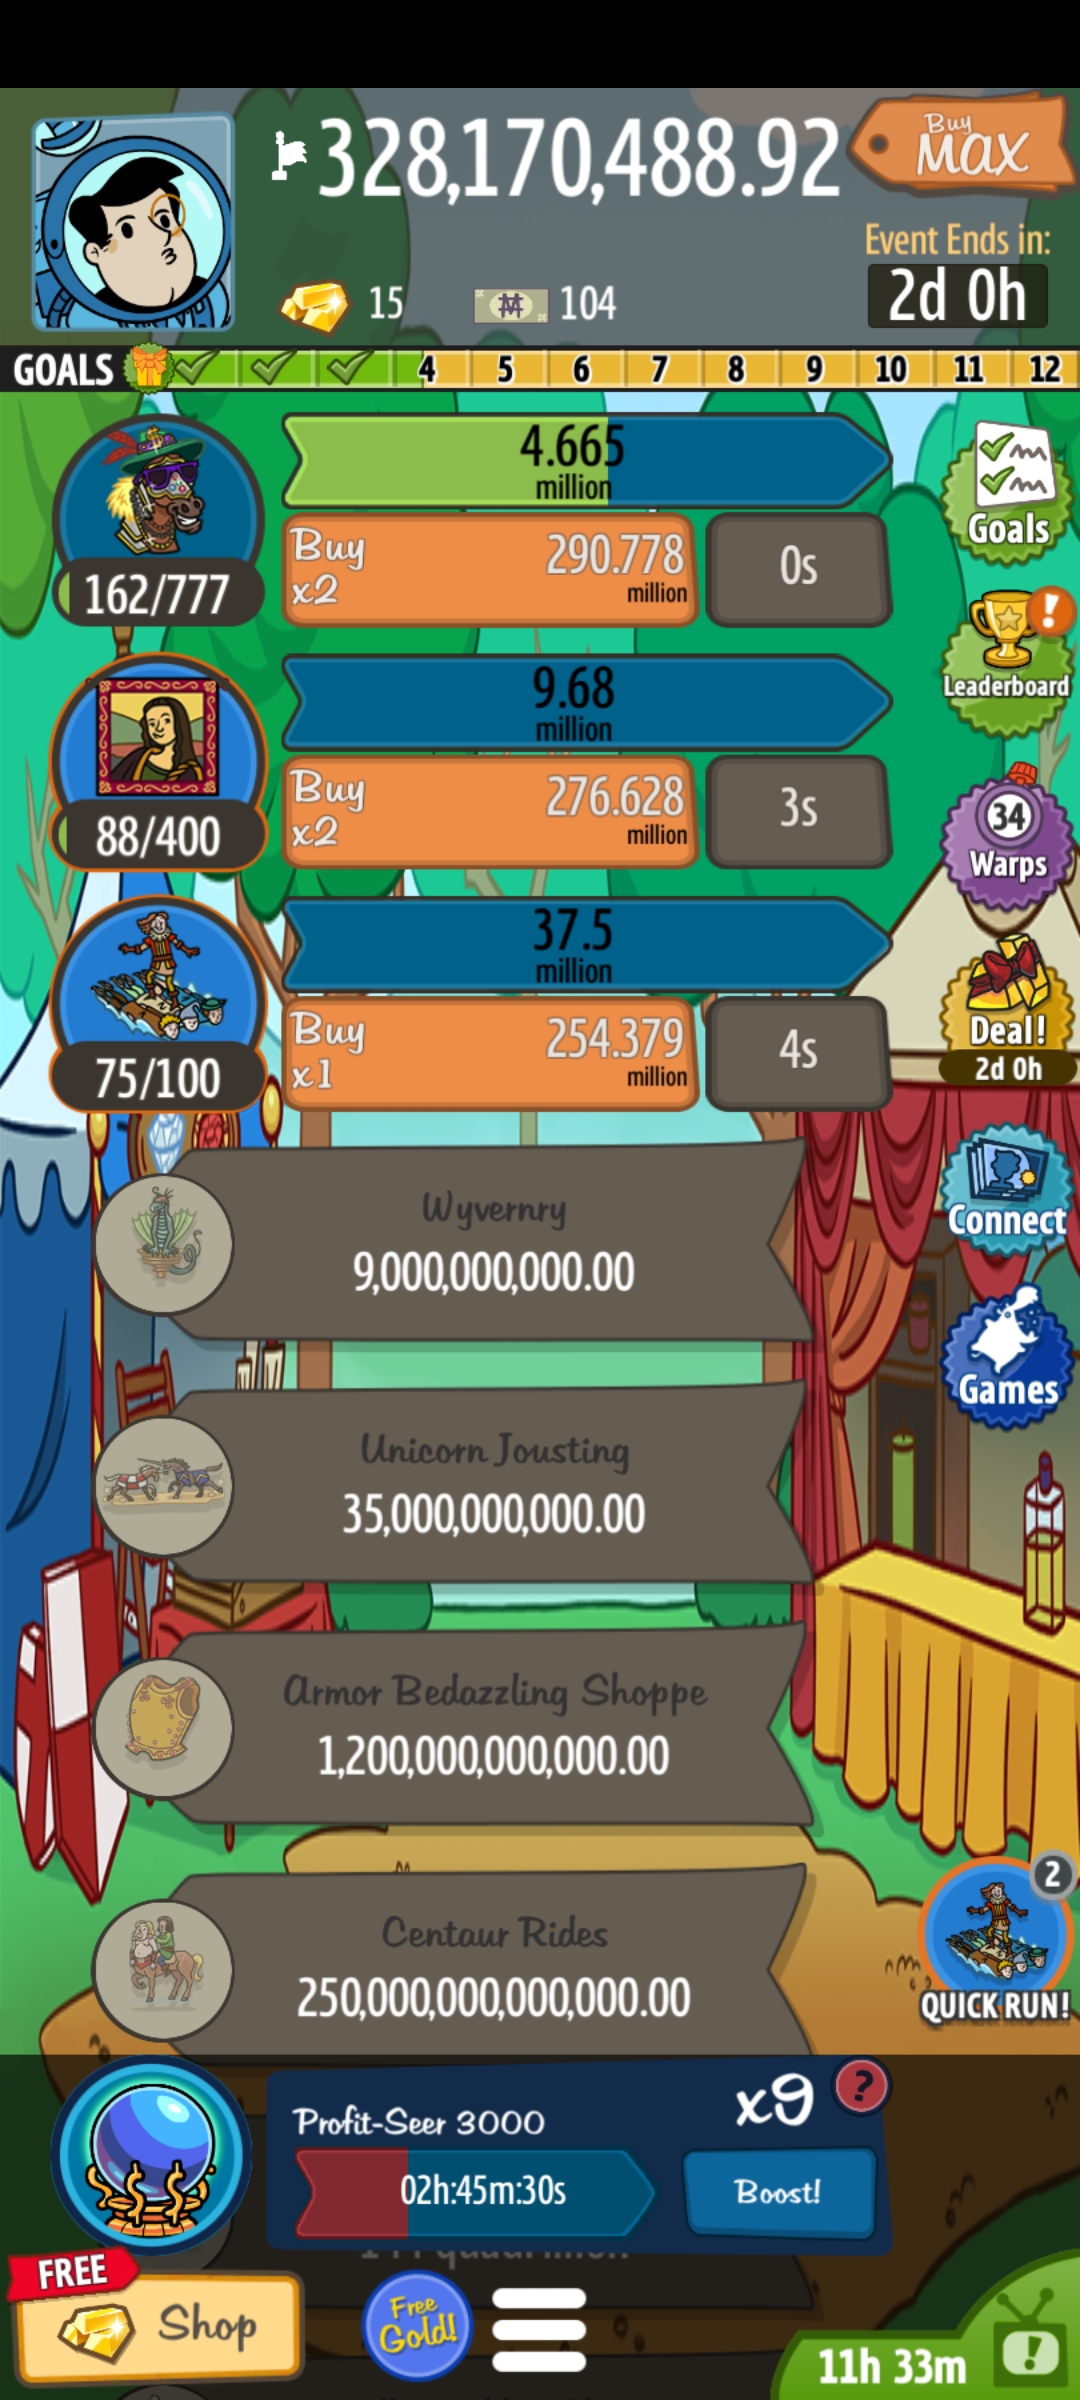 328,170,488.92
Buy
MAX
Event Ends in:
2d 0h
15
104
GOALS
4
5
6
7
8
9
10
11
12
4.665
million
Buy
x2
290.778
million
0s
162/777
Goals
9.68
million
Buy
x2
276.628
million
3s
88/400
Leaderboard
34
Warps
37.5
million
Buy
x1
254.379
million
4s
75/100
Deal!
2d 0h
Wyvernry
9,000,000,000.00
Connect
Unicorn Jousting
35,000,000,000.00
Games
Armor Bedazzling Shoppe
1,200,000,000,000.00
Centaur Rides
250,000,000,000,000.00
2
QUICK RUN!
Profit-Seer 3000
x9
?
02h:45m:30s
Boost!
FREE
Shop
Free
Gold!
11h 33m